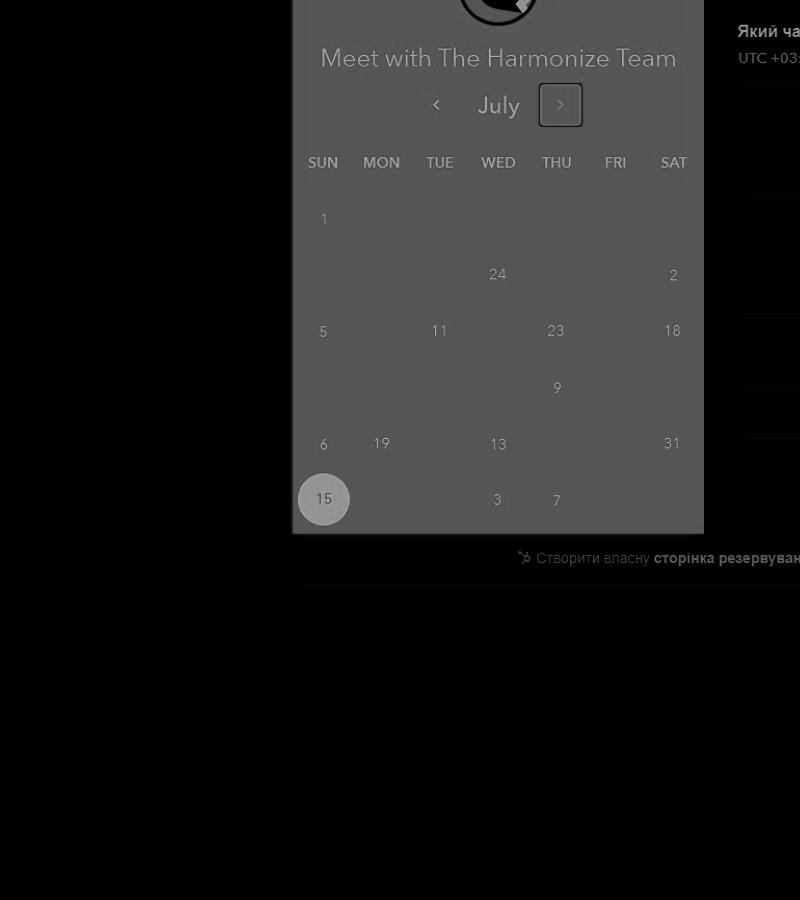 Який ча
UTC +03:
Meet with The Harmonize Team
July
SUN MON TUE WED THU FRI SAT
1
24 2
5 11 23 18
9
6 19 13 31
15 3 7
Створити власну сторінка резервуван